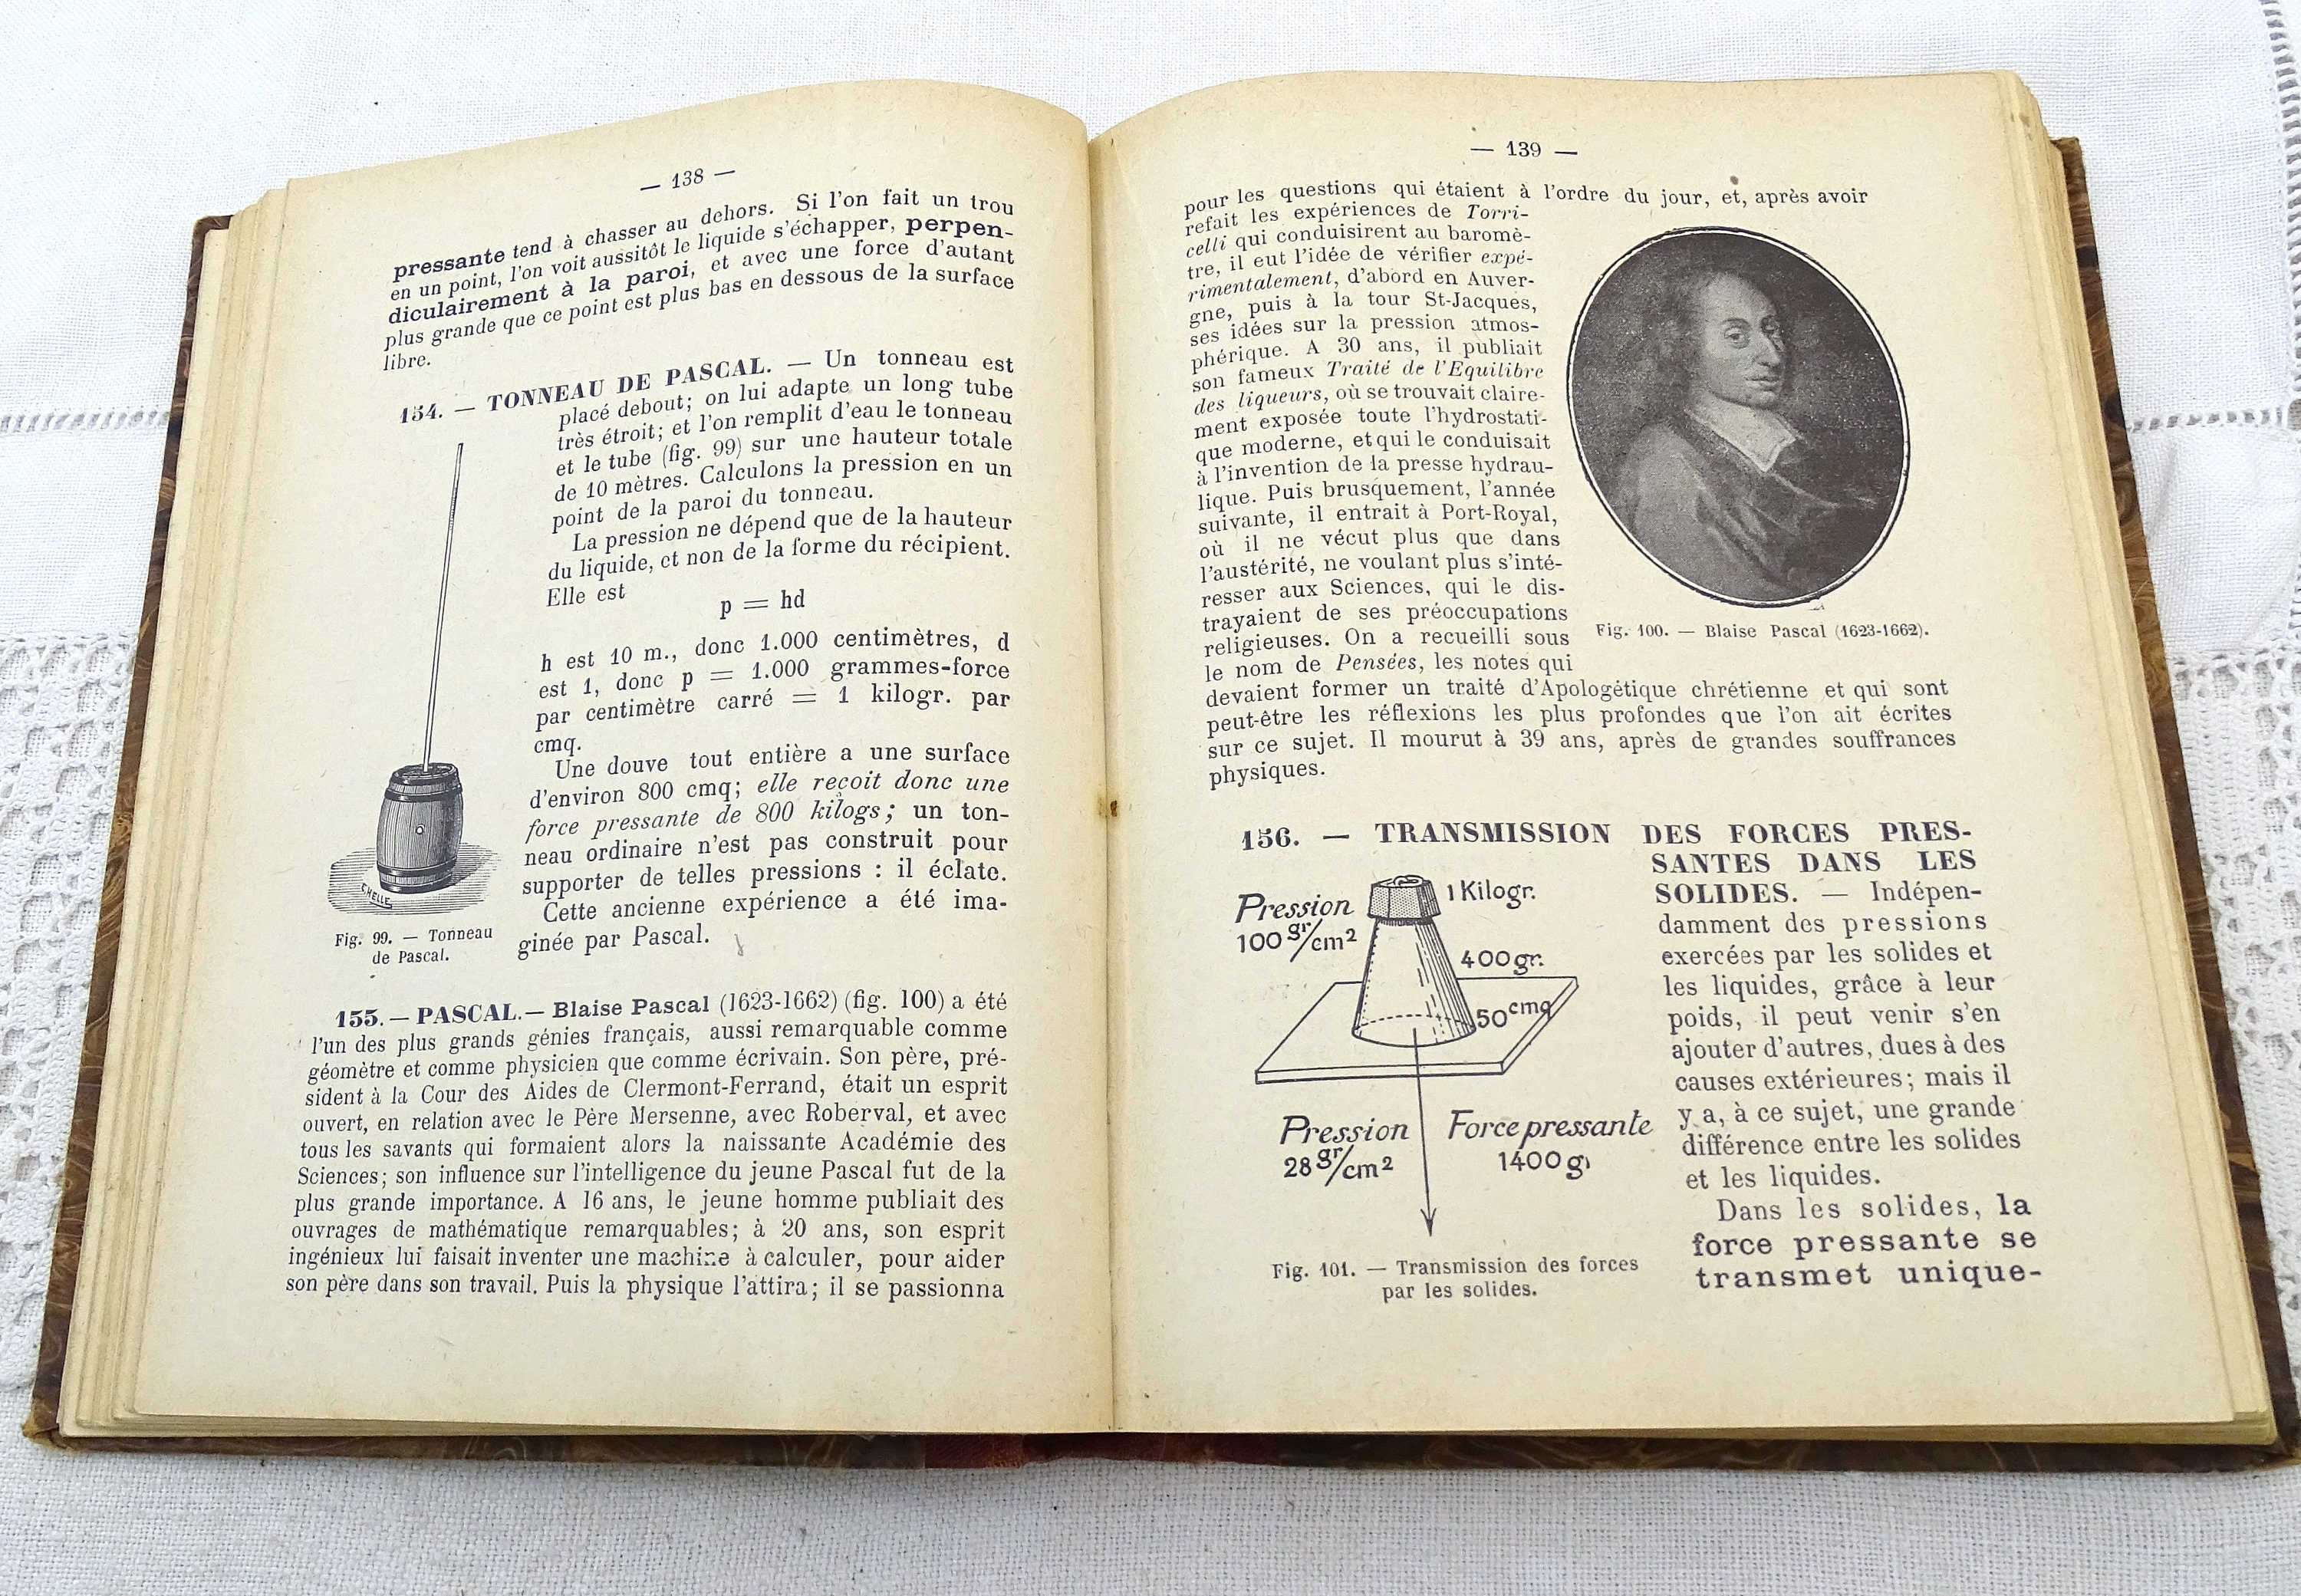 — 138 —
pressante tend à chasser au dehors. Si l'on fait un trou
en un point, l'on voit aussitôt le liquide s'échapper, perpen-
diculairement à la paroi, et avec une force d'autant
plus grande que ce point est plus bas en dessous de la surface
libre.
154. — TONNEAU DE PASCAL. — Un tonneau est
placé debout; on lui adapte un long tube
très étroit; et l'on remplit d'eau le tonneau
et le tube (fig. 99) sur une hauteur totale
de 10 mètres. Calculons la pression en un
point de la paroi du tonneau.
La pression ne dépend que de la hauteur
du liquide, et non de la forme du récipient.
Elle est
p = hd
h est 10 m., donc 1.000 centimètres, d
est 1, donc p = 1.000 grammes-force
par centimètre carré = 1 kilogr. par
cmq.
Une douve tout entière a une surface
d'environ 800 cmq; elle reçoit donc une
force pressante de 800 kilogs; un ton-
neau ordinaire n'est pas construit pour
supporter de telles pressions : il éclate.
Cette ancienne expérience a été ima-
ginée par Pascal.
CHELLE
Fig. 99. — Tonneau
de Pascal.
155. — PASCAL. — Blaise Pascal (1623-1662) (fig. 100) a été
l'un des plus grands génies français, aussi remarquable comme
géomètre et comme physicien que comme écrivain. Son père, pré-
sident à la Cour des Aides de Clermont-Ferrand, était un esprit
ouvert, en relation avec le Père Mersenne, avec Roberval, et avec
tous les savants qui formaient alors la naissante Académie des
Sciences; son influence sur l'intelligence du jeune Pascal fut de la
plus grande importance. A 16 ans, le jeune homme publiait des
ouvrages de mathématique remarquables; à 20 ans, son esprit
ingénieux lui faisait inventer une machine à calculer, pour aider
son père dans son travail. Puis la physique l'attira; il se passionna
— 139 —
pour les questions qui étaient à l'ordre du jour, et, après avoir
refait les expériences de Torri-
celli qui conduisirent au baromè-
tre, il eut l'idée de vérifier expé-
rimentalement, d'abord en Auver-
gne, puis à la tour St-Jacques,
ses idées sur la pression atmos-
phérique. A 30 ans, il publiait
son fameux Traité de l'Equilibre
des liqueurs, où se trouvait claire-
ment exposée toute l'hydrostati-
que moderne, et qui le conduisait
à l'invention de la presse hydrau-
lique. Puis brusquement, l'année
suivante, il entrait à Port-Royal,
où il ne vécut plus que dans
l'austérité, ne voulant plus s'inté-
resser aux Sciences, qui le dis-
trayaient de ses préoccupations
religieuses. On a recueilli sous
le nom de Pensées, les notes qui
devaient former un traité d'Apologétique chrétienne et qui sont
peut-être les réflexions les plus profondes que l'on ait écrites
sur ce sujet. Il mourut à 39 ans, après de grandes souffrances
physiques.
Fig. 100. — Blaise Pascal (1623-1662).
156. — TRANSMISSION DES FORCES PRES-
SANTES DANS LES
SOLIDES. — Indépen-
damment des pressions
exercées par les solides et
les liquides, grâce à leur
poids, il peut venir s'en
ajouter d'autres, dues à des
causes extérieures; mais il
y a, à ce sujet, une grande
différence entre les solides
et les liquides.
Dans les solides, la
force pressante se
transmet unique-
Pression
100 gr/cm2
1 Kilogr.
400 gr.
50 cmq
Pression
28 gr/cm2
Force pressante
1400 g.
Fig. 101. — Transmission des forces
par les solides.